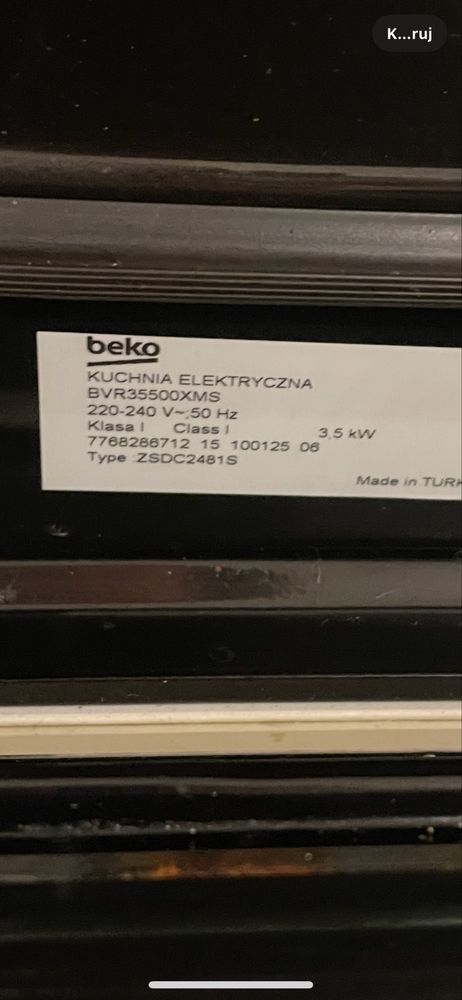 K...ruj
beko
KUCHNIA ELEKTRYCZNA
BVR35500XMS
220-240 V~;50 Hz
Klasa I Class I 3,5 kW
7768286712 15 100125 06
Type :ZSDC2481S
Made in